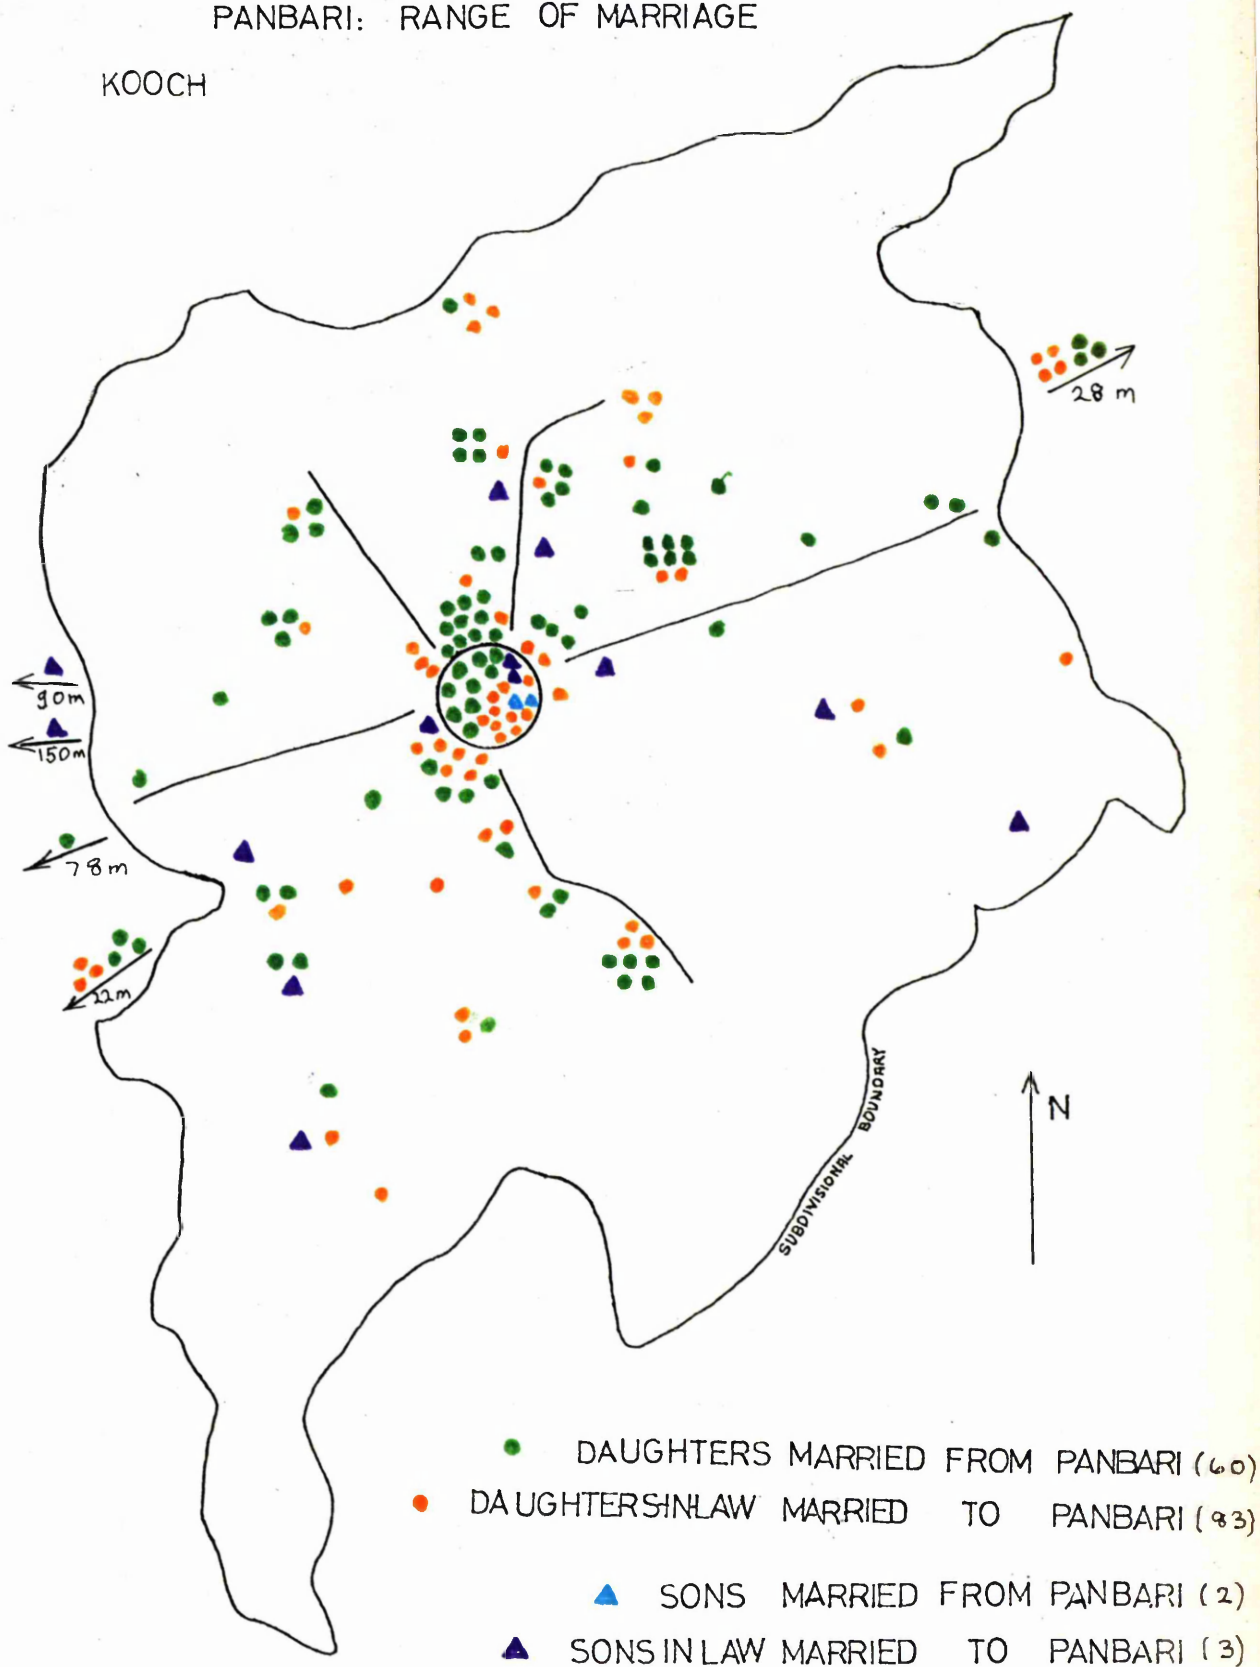 PANBARI: RANGE OF MARRIAGE
KOOCH
28 m
90m
150m
78m
22m
N
SUBDIVISIONAL BOUNDARY
DAUGHTERS MARRIED FROM PANBARI (60)
DAUGHTERSINLAW MARRIED TO PANBARI (83)
SONS MARRIED FROM PANBARI (2)
SONS IN LAW MARRIED TO PANBARI (3)